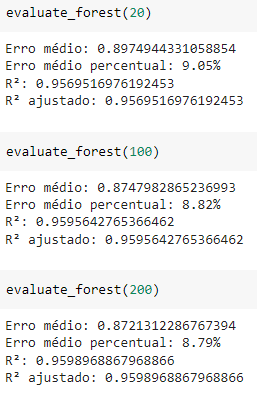 evaluate_forest(20)
Erro médio: 0.8974944331058854
Erro médio percentual: 9.05%
R²: 0.9569516976192453
R² ajustado: 0.9569516976192453
evaluate_forest(100)
Erro médio: 0.8747982865236993
Erro médio percentual: 8.82%
R²: 0.9595642765366462
R² ajustado: 0.9595642765366462
evaluate_forest(200)
Erro médio: 0.8721312286767394
Erro médio percentual: 8.79%
R²: 0.9598968867968866
R² ajustado: 0.9598968867968866